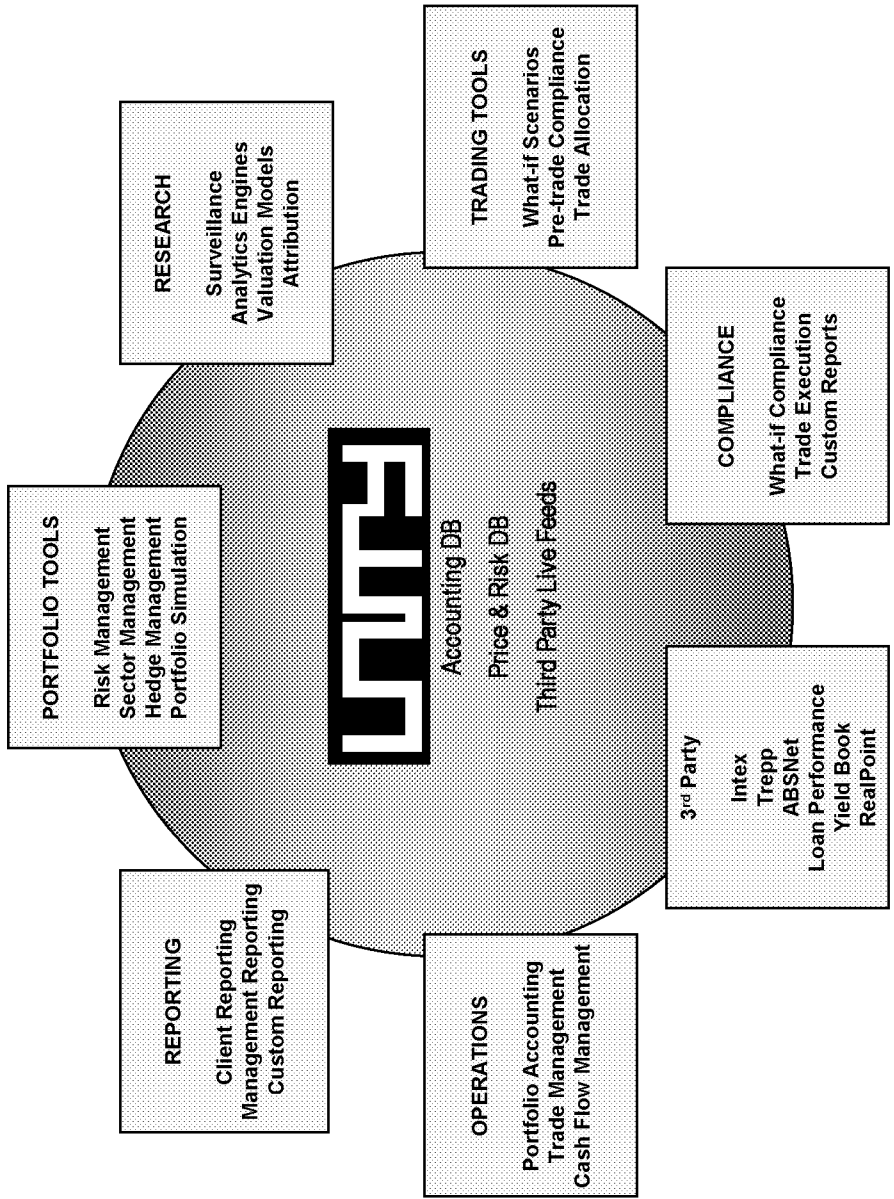 PORTFOLIO TOOLS
Risk Management
Sector Management
Hedge Management
Portfolio Simulation
REPORTING
Client Reporting
Management Reporting
Custom Reporting
RESEARCH
Surveillance
Analytics Engines
Valuation Models
Attribution
Accounting DB
Price & Risk DB
Third Party Live Feeds
OPERATIONS
Portfolio Accounting
Trade Management
Cash Flow Management
TRADING TOOLS
What-if Scenarios
Pre-trade Compliance
Trade Allocation
3rd Party
Intex
Trepp
ABSNet
Loan Performance
Yield Book
RealPoint
COMPLIANCE
What-if Compliance
Trade Execution
Custom Reports